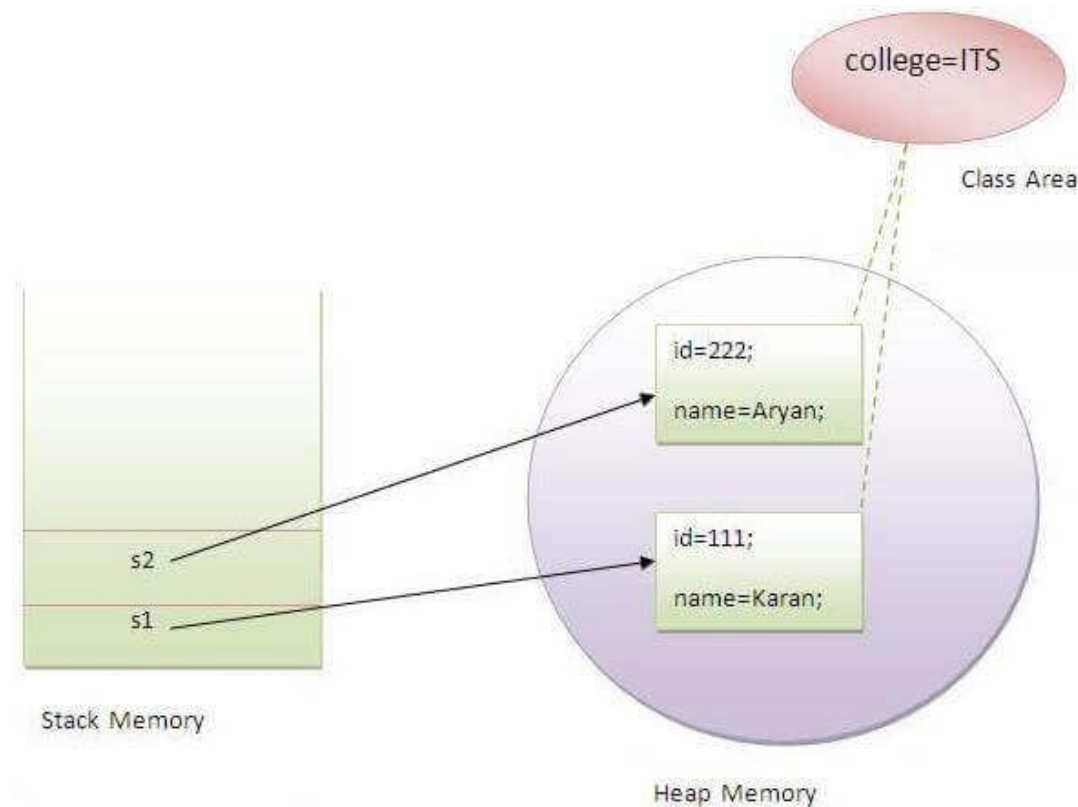 college=ITS
Class Area
id=222;
name=Aryan;
s2
id=111;
name=Karan;
s1
Stack Memory
Heap Memory